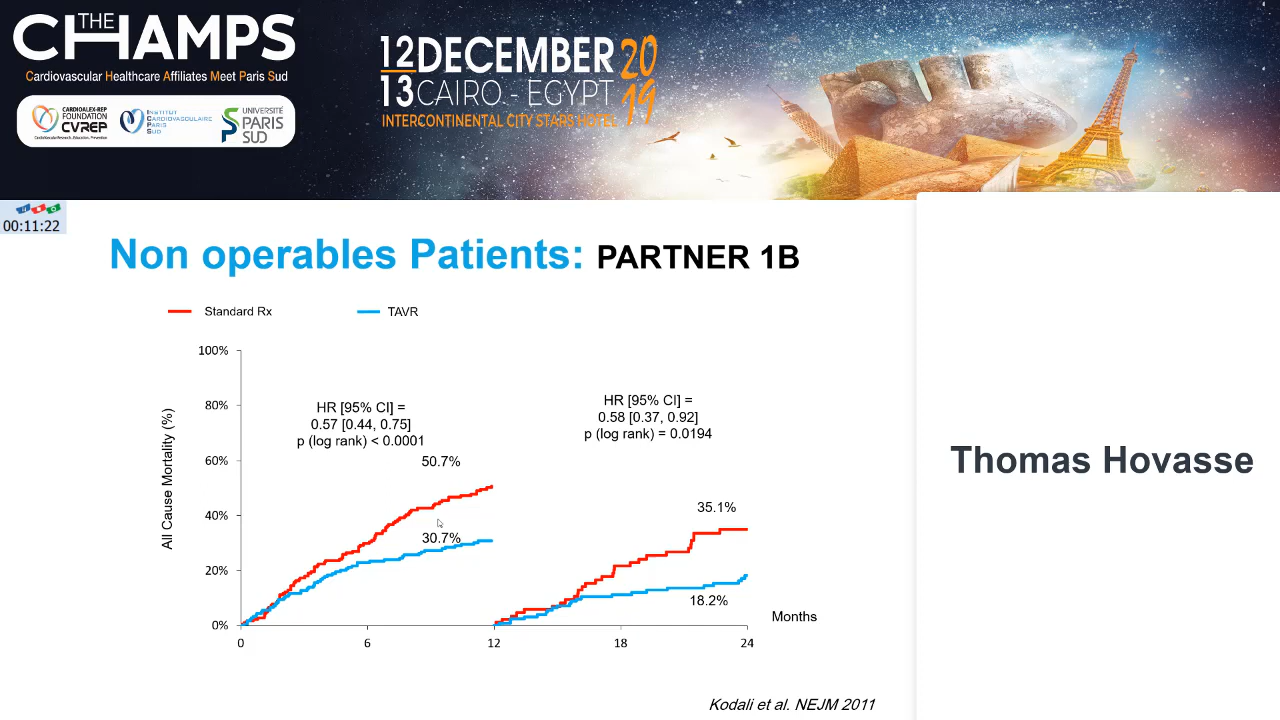 THE
CHAMPS
Cardiovascular Healthcare Affiliates Meet Paris Sud
CARDIOALEX-REP
FOUNDATION
CVREP
Cardiovascular Research, Education, Prevention
INSTITUT
CARDIOVASCULAIRE
PARIS
SUD
UNIVERSITÉ
PARIS
SUD
12 DECEMBER 20
13 CAIRO - EGYPT 19
INTERCONTINENTAL CITY STARS HOTEL
00:11:22
Non operables Patients: PARTNER 1B
Standard Rx TAVR
100%
80%
60%
40%
20%
0%
All Cause Mortality (%)
HR [95% CI] =
0.57 [0.44, 0.75]
p (log rank) < 0.0001
50.7%
30.7%
HR [95% CI] =
0.58 [0.37, 0.92]
p (log rank) = 0.0194
35.1%
18.2%
Months
0 6 12 18 24
Kodali et al. NEJM 2011
Thomas Hovasse